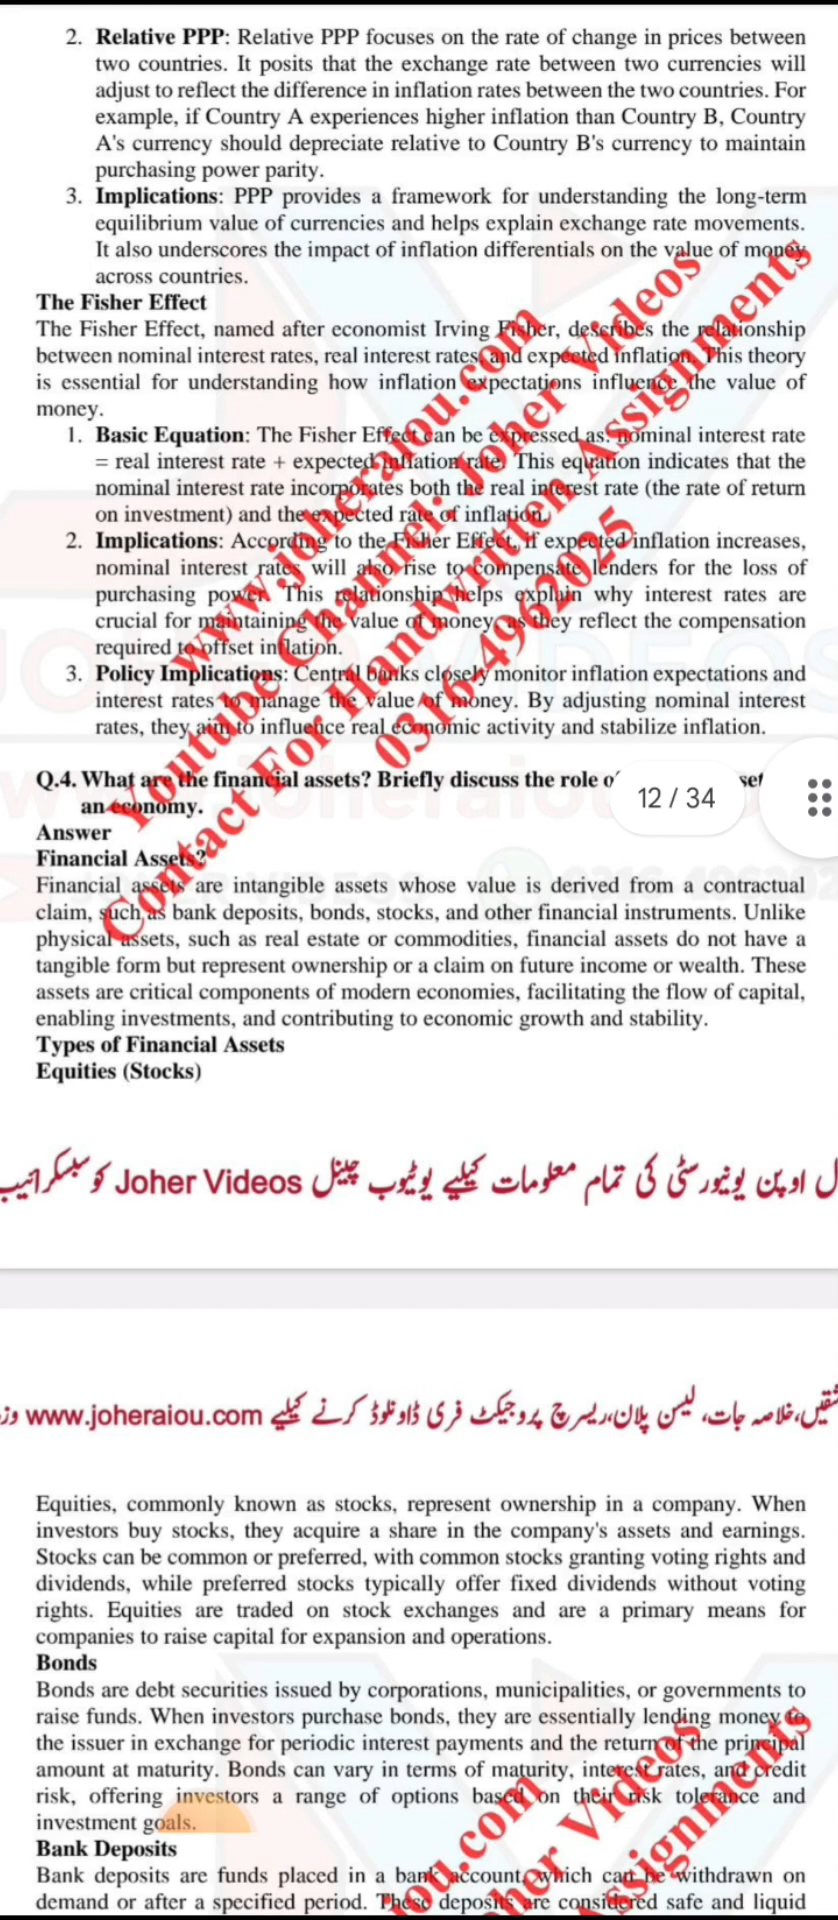 2. Relative PPP: Relative PPP focuses on the rate of change in prices between
two countries. It posits that the exchange rate between two currencies will
adjust to reflect the difference in inflation rates between the two countries. For
example, if Country A experiences higher inflation than Country B, Country
A's currency should depreciate relative to Country B's currency to maintain
purchasing power parity.
3. Implications: PPP provides a framework for understanding the long-term
equilibrium value of currencies and helps explain exchange rate movements.
It also underscores the impact of inflation differentials on the value of money
across countries.
The Fisher Effect
The Fisher Effect, named after economist Irving Fisher, describes the relationship
between nominal interest rates, real interest rates, and expected inflation. This theory
is essential for understanding how inflation expectations influence the value of
money.
1. Basic Equation: The Fisher Effect can be expressed as: nominal interest rate
= real interest rate + expected inflation rate. This equation indicates that the
nominal interest rate incorporates both the real interest rate (the rate of return
on investment) and the expected rate of inflation.
2. Implications: According to the Fisher Effect, if expected inflation increases,
nominal interest rates will also rise to compensate lenders for the loss of
purchasing power. This relationship helps explain why interest rates are
crucial for maintaining the value of money, as they reflect the compensation
required to offset inflation.
3. Policy Implications: Central banks closely monitor inflation expectations and
interest rates to manage the value of money. By adjusting nominal interest
rates, they aim to influence real economic activity and stabilize inflation.
www.joheraiou.com
Youtube Channel: Joher Videos
Contact For Handwritten Assignments
0316-4962025
Q.4. What are the financial assets? Briefly discuss the role
12 / 34
an economy.
Answer
Financial Assets?
Financial assets are intangible assets whose value is derived from a contractual
claim, such as bank deposits, bonds, stocks, and other financial instruments. Unlike
physical assets, such as real estate or commodities, financial assets do not have a
tangible form but represent ownership or a claim on future income or wealth. These
assets are critical components of modern economies, facilitating the flow of capital,
enabling investments, and contributing to economic growth and stability.
Types of Financial Assets
Equities (Stocks)
اوپن یونیورسٹی کی تمام معلومات کیلیے یوٹیوب چینل Joher Videos کو سبسکرائیب
خلاصہ جات، لیسن پلان، ریسرچ پروجیکٹ فری ڈاونلوڈ کرنے کیلیے www.joheraiou.com
Equities, commonly known as stocks, represent ownership in a company. When
investors buy stocks, they acquire a share in the company's assets and earnings.
Stocks can be common or preferred, with common stocks granting voting rights and
dividends, while preferred stocks typically offer fixed dividends without voting
rights. Equities are traded on stock exchanges and are a primary means for
companies to raise capital for expansion and operations.
Bonds
Bonds are debt securities issued by corporations, municipalities, or governments to
raise funds. When investors purchase bonds, they are essentially lending money to
the issuer in exchange for periodic interest payments and the return of the principal
amount at maturity. Bonds can vary in terms of maturity, interest rates, and credit
risk, offering investors a range of options based on their risk tolerance and
investment goals.
Bank Deposits
Bank deposits are funds placed in a bank account, which can be withdrawn on
demand or after a specified period. These deposits are considered safe and liquid